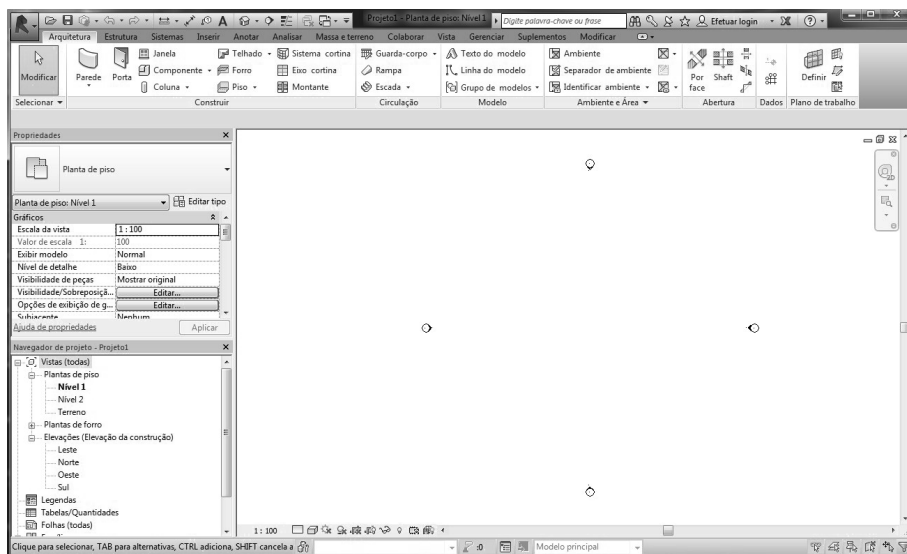 Projeto1 - Planta de piso: Nível 1
Digite palavra-chave ou frase
Efetuar login
Arquitetura Estrutura Sistemas Inserir Anotar Analisar Massa e terreno Colaborar Vista Gerenciar Suplementos Modificar
Modificar
Parede
Porta
Janela
Componente
Coluna
Telhado
Forro
Piso
Sistema cortina
Eixo cortina
Montante
Guarda-corpo
Rampa
Escada
Texto do modelo
Linha do modelo
Grupo de modelos
Ambiente
Separador de ambiente
Identificar ambiente
Por face
Shaft
Definir
Selecionar Construir Circulação Modelo Ambiente e Área Abertura Dados Plano de trabalho
Propriedades
Planta de piso
Planta de piso: Nível 1 Editar tipo
Gráficos
Escala da vista 1 : 100
Valor de escala 1: 100
Exibir modelo Normal
Nível de detalhe Baixo
Visibilidade de peças Mostrar original
Visibilidade/Sobreposiçã... Editar...
Opções de exibição de g... Editar...
Subjacente Nenhum
Ajuda de propriedades Aplicar
Navegador de projeto - Projeto1
Vistas (todas)
Plantas de piso
Nível 1
Nível 2
Terreno
Plantas de forro
Elevações (Elevação da construção)
Leste
Norte
Oeste
Sul
Legendas
Tabelas/Quantidades
Folhas (todas)
2D
1 : 100
Clique para selecionar, TAB para alternativas, CTRL adiciona, SHIFT cancela a
:0
Modelo principal